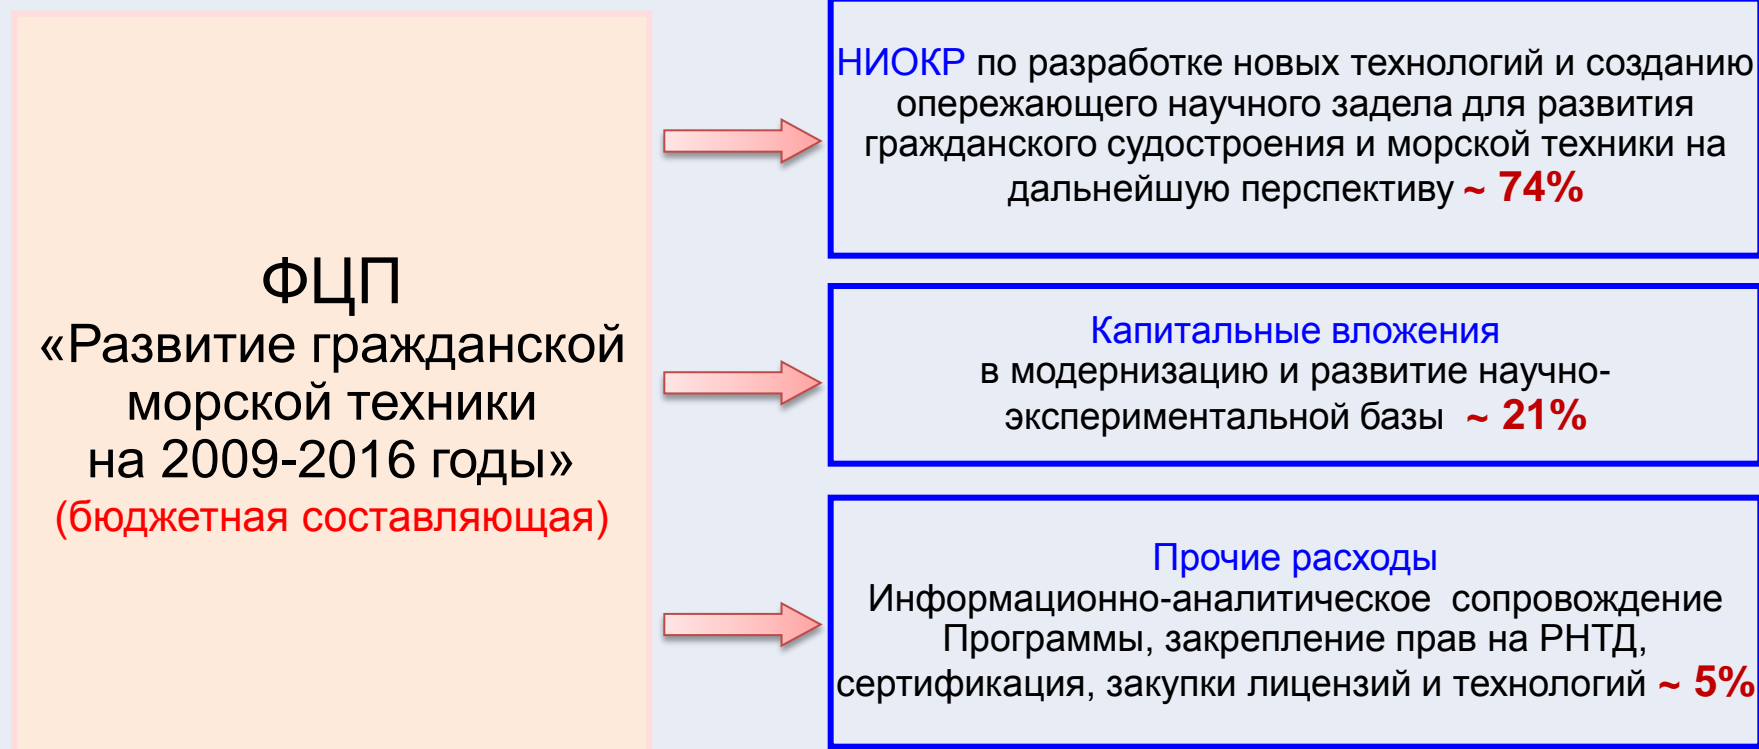 ФЦП
«Развитие гражданской
морской техники
на 2009-2016 годы»
(бюджетная составляющая)
НИОКР по разработке новых технологий и созданию
опережающего научного задела для развития
гражданского судостроения и морской техники на
дальнейшую перспективу ~ 74%
Капитальные вложения
в модернизацию и развитие научно-
экспериментальной базы ~ 21%
Прочие расходы
Информационно-аналитическое сопровождение
Программы, закрепление прав на РНТД,
сертификация, закупки лицензий и технологий ~ 5%